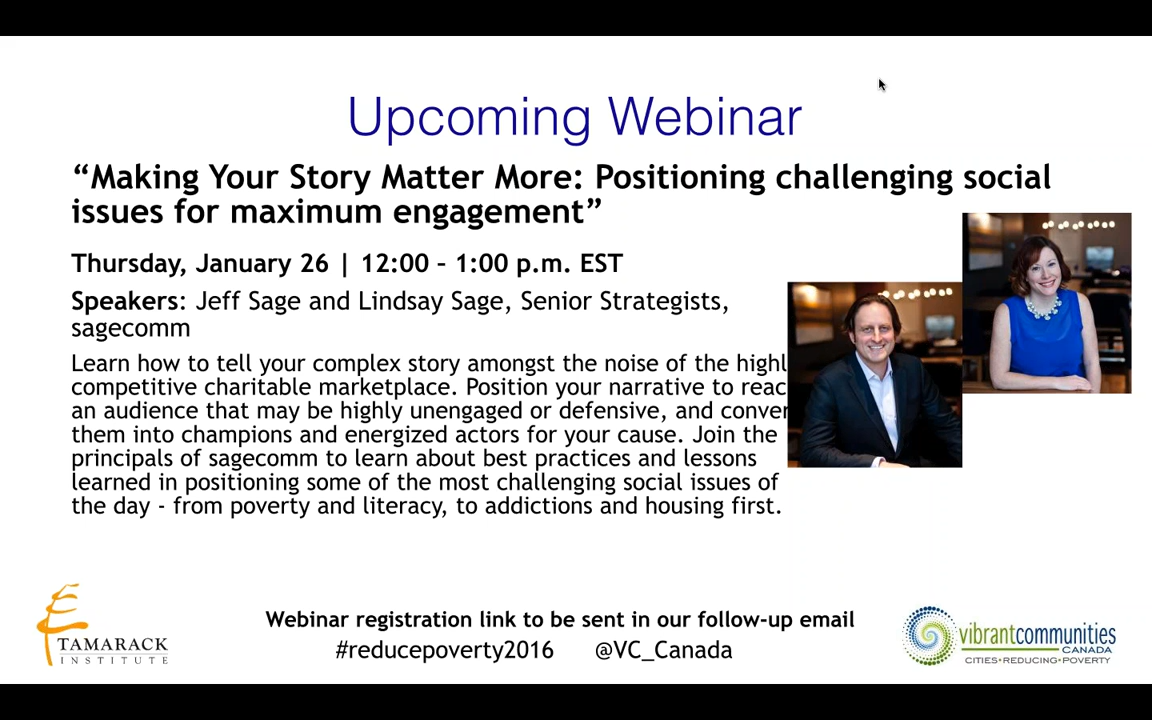 Upcoming Webinar
“Making Your Story Matter More: Positioning challenging social
issues for maximum engagement”
Thursday, January 26 | 12:00 – 1:00 p.m. EST
Speakers: Jeff Sage and Lindsay Sage, Senior Strategists,
sagecomm
Learn how to tell your complex story amongst the noise of the highl
competitive charitable marketplace. Position your narrative to reac
an audience that may be highly unengaged or defensive, and conver
them into champions and energized actors for your cause. Join the
principals of sagecomm to learn about best practices and lessons
learned in positioning some of the most challenging social issues of
the day - from poverty and literacy, to addictions and housing first.
Webinar registration link to be sent in our follow-up email
#reducepoverty2016 @VC_Canada
TAMARACK
INSTITUTE
vibrantcommunities
CANADA
CITIES•REDUCING•POVERTY